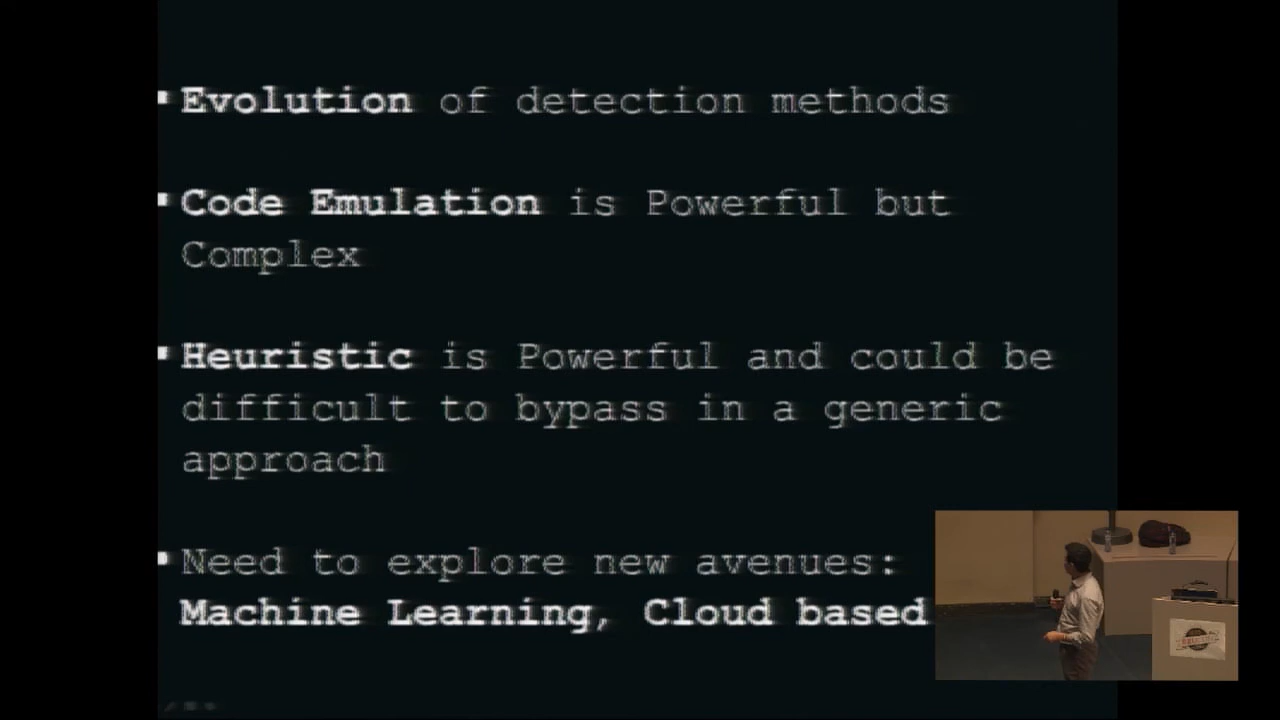 ▪Evolution of detection methods
▪Code Emulation is Powerful but
Complex
▪Heuristic is Powerful and could be
difficult to bypass in a generic
approach
▪Need to explore new avenues:
Machine Learning, Cloud based